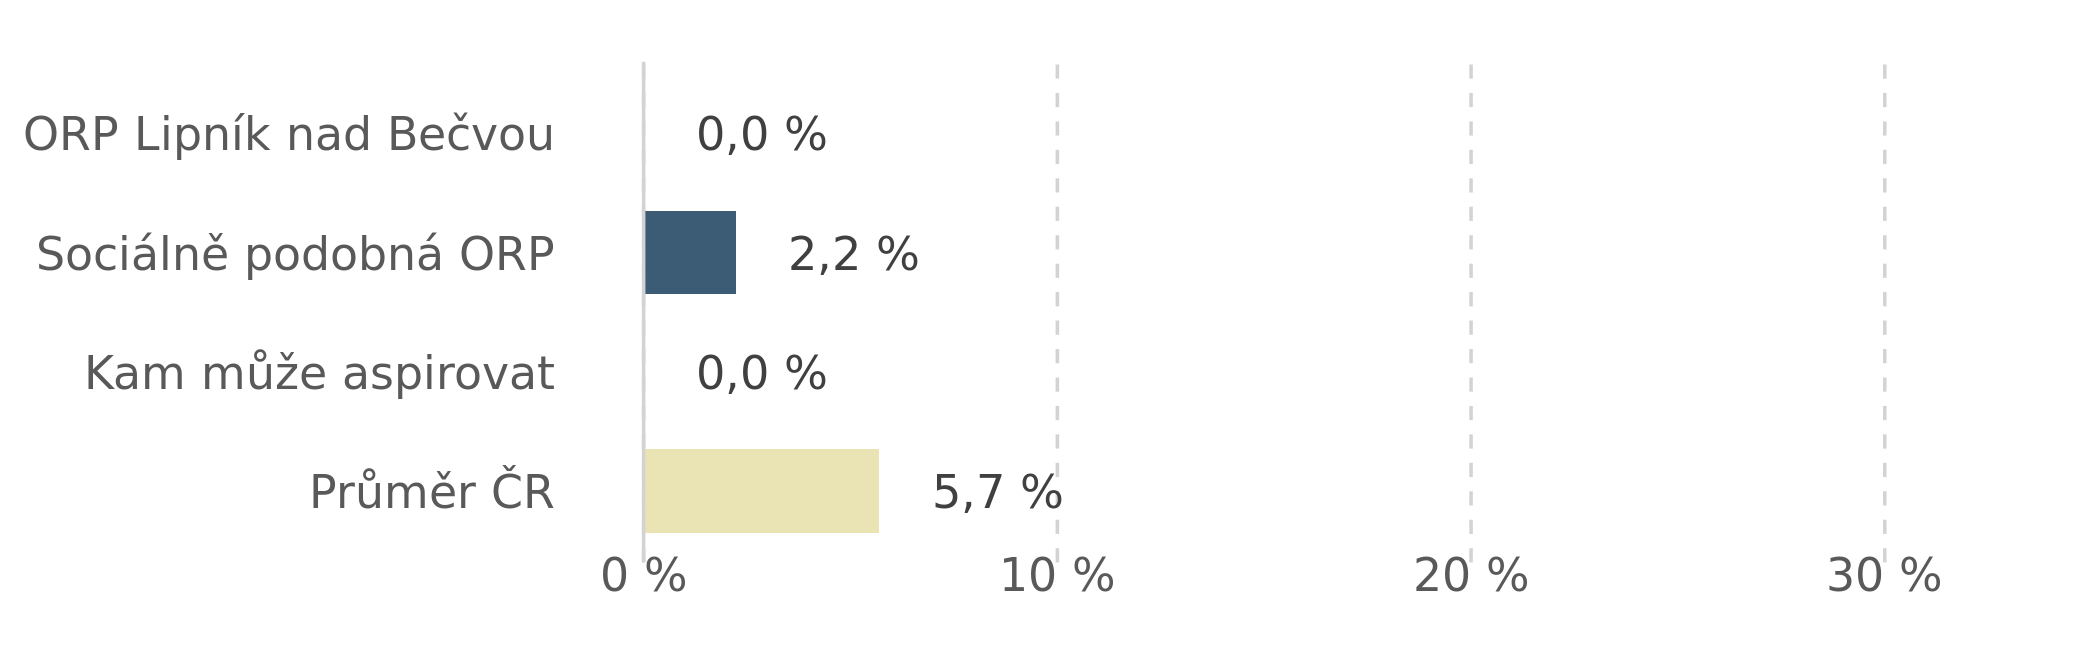 ORP Lipník nad Bečvou 0,0 %
Sociálně podobná ORP 2,2 %
Kam může aspirovat 0,0 %
Průměr ČR 5,7 %
0 % 10 % 20 % 30 %